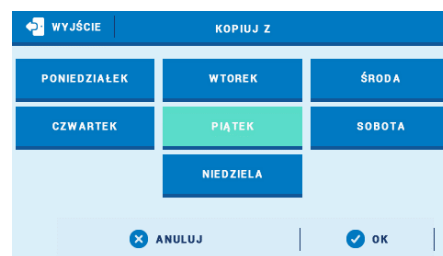 WYJŚCIE KOPIUJ Z
PONIEDZIAŁEK WTOREK ŚRODA
CZWARTEK PIĄTEK SOBOTA
NIEDZIELA
ANULUJ OK